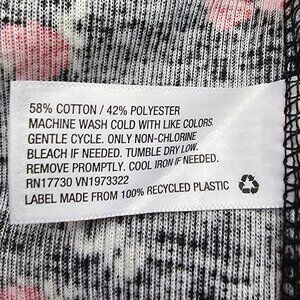 58% COTTON / 42% POLYESTER
MACHINE WASH COLD WITH LIKE COLORS
GENTLE CYCLE. ONLY NON-CHLORINE
BLEACH IF NEEDED. TUMBLE DRY LOW.
REMOVE PROMPTLY. COOL IRON IF NEEDED.
RN17730 VN1973322
LABEL MADE FROM 100% RECYCLED PLASTIC